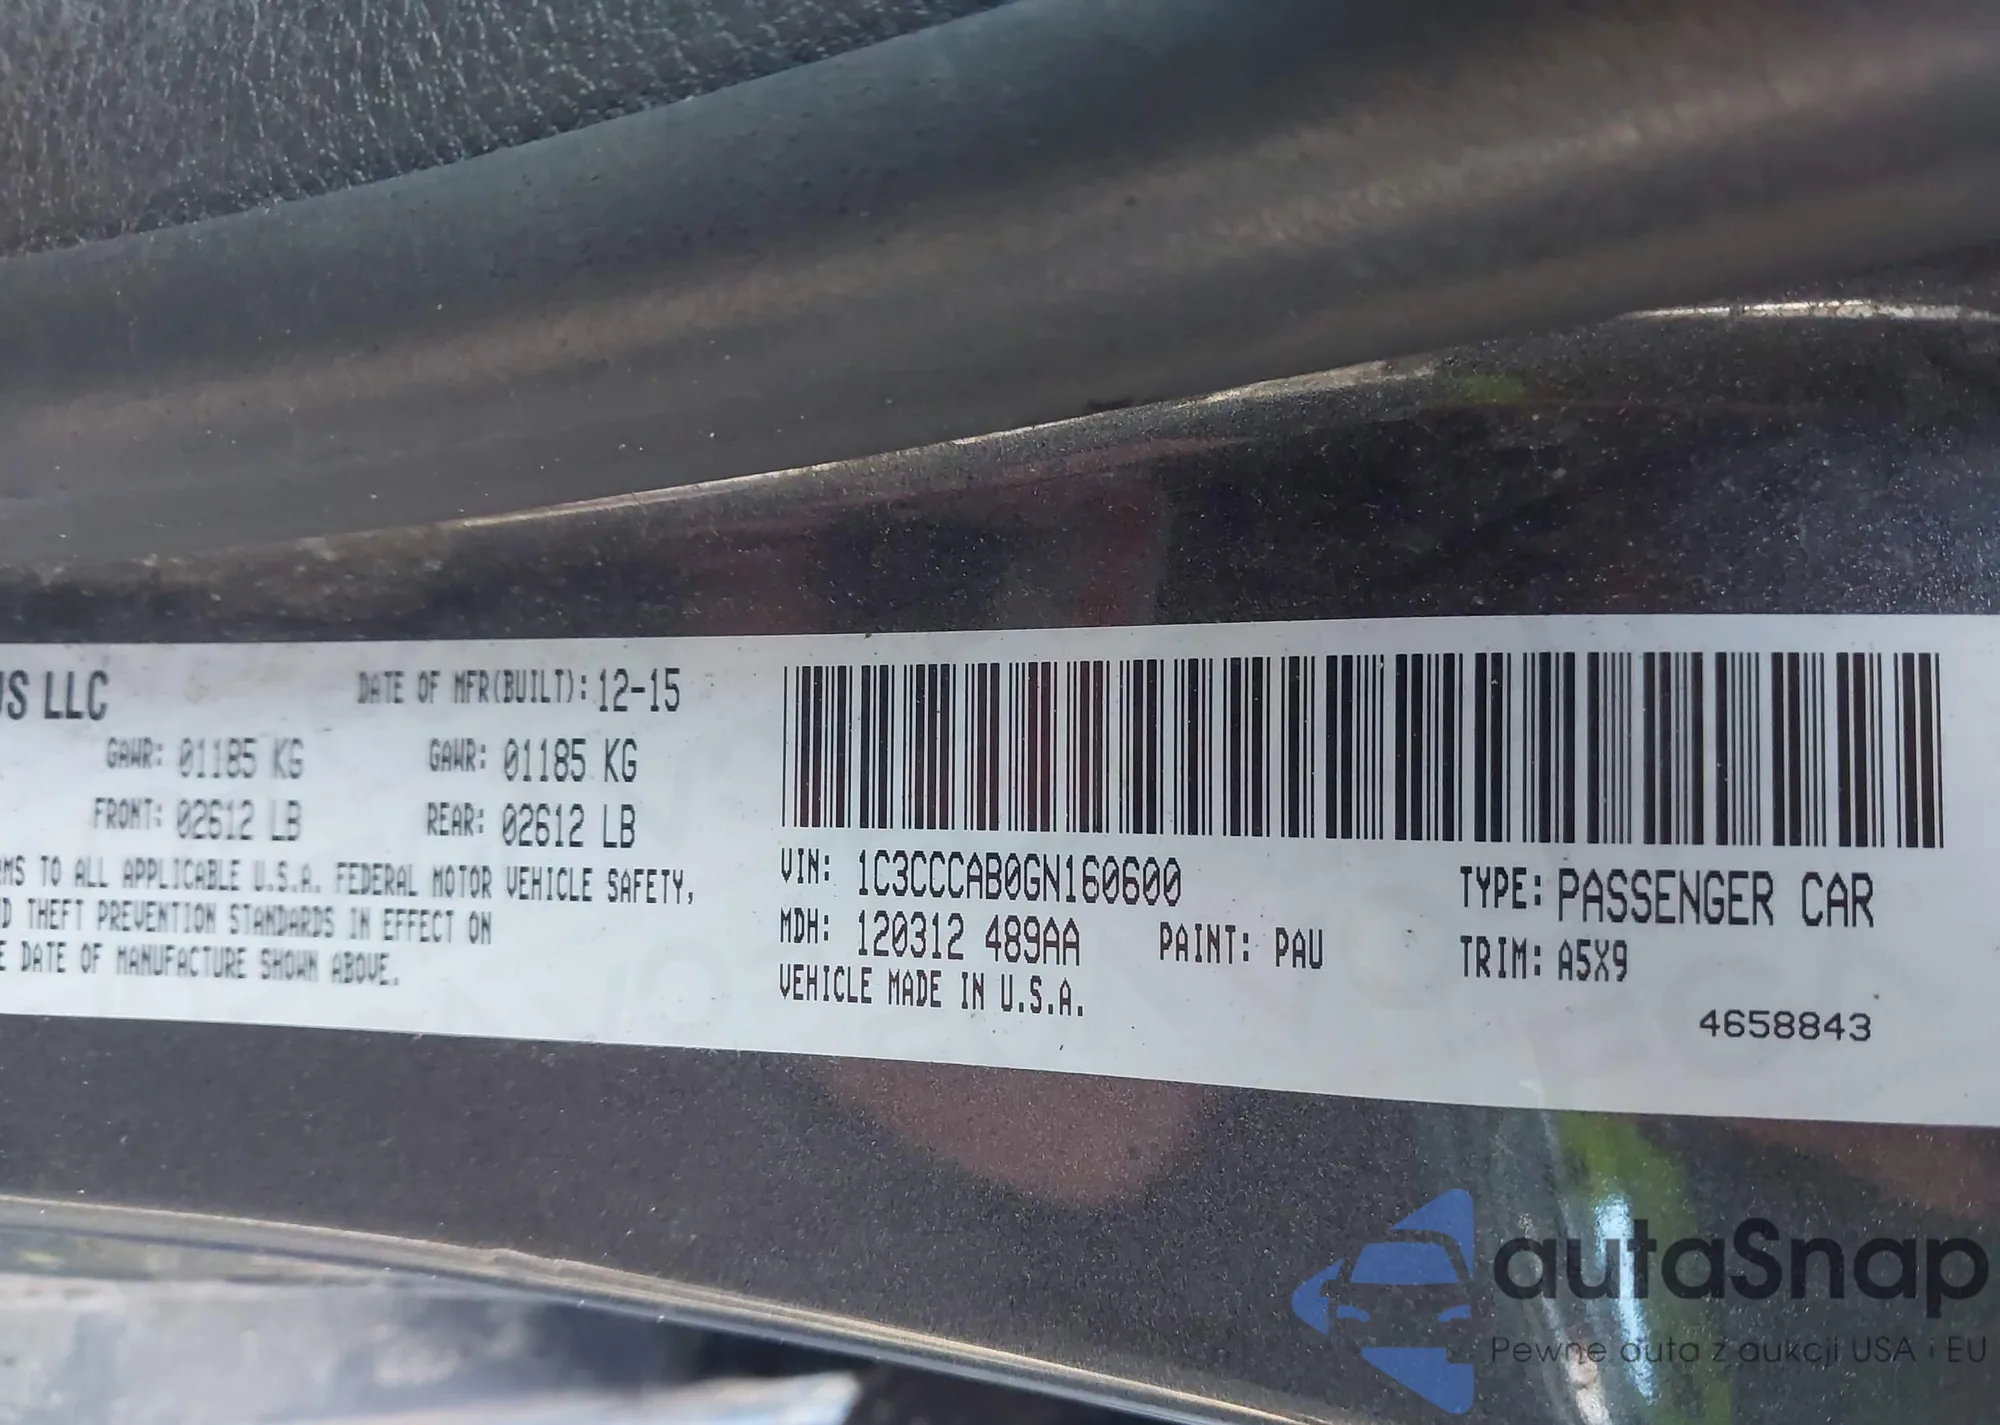 US LLC
DATE OF MFR(BUILT): 12-15
GAWR: 01185 KG
GAWR: 01185 KG
FRONT: 02612 LB
REAR: 02612 LB
TO ALL APPLICABLE U.S.A. FEDERAL MOTOR VEHICLE SAFETY,
THEFT PREVENTION STANDARDS IN EFFECT ON
DATE OF MANUFACTURE SHOWN ABOVE.
VIN: 1C3CCCAB0GN160600
TYPE: PASSENGER CAR
MDH: 120312 489AA
PAINT: PAU
TRIM: A5X9
VEHICLE MADE IN U.S.A.
4658843
autaSnap
Pewne auta z aukcji USA i EU